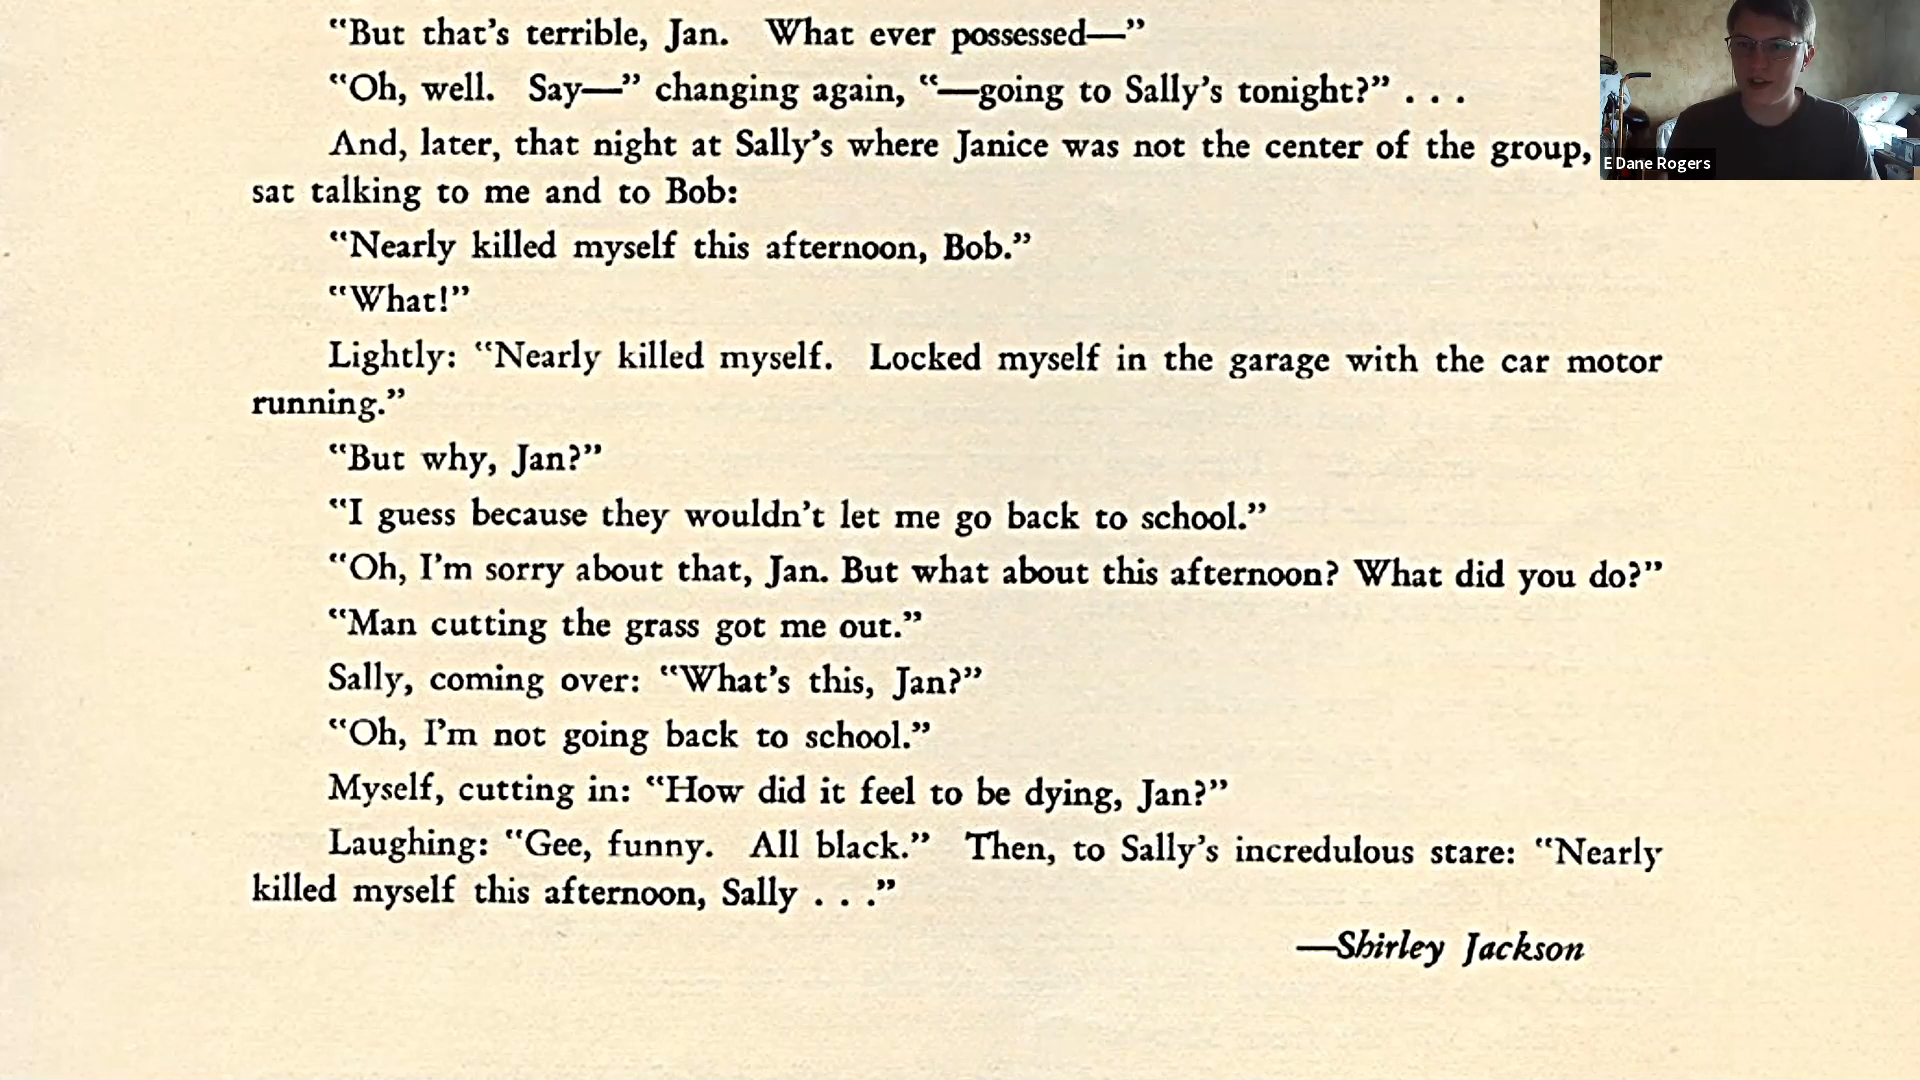 “But that’s terrible, Jan. What ever possessed—”
“Oh, well. Say—” changing again, “—going to Sally’s tonight?” . . .
And, later, that night at Sally’s where Janice was not the center of the group,
E Dane Rogers
sat talking to me and to Bob:
“Nearly killed myself this afternoon, Bob.”
“What!”
Lightly: “Nearly killed myself. Locked myself in the garage with the car motor
running.”
“But why, Jan?”
“I guess because they wouldn’t let me go back to school.”
“Oh, I’m sorry about that, Jan. But what about this afternoon? What did you do?”
“Man cutting the grass got me out.”
Sally, coming over: “What’s this, Jan?”
“Oh, I’m not going back to school.”
Myself, cutting in: “How did it feel to be dying, Jan?”
Laughing: “Gee, funny. All black.” Then, to Sally’s incredulous stare: “Nearly
killed myself this afternoon, Sally . . .”
—Shirley Jackson